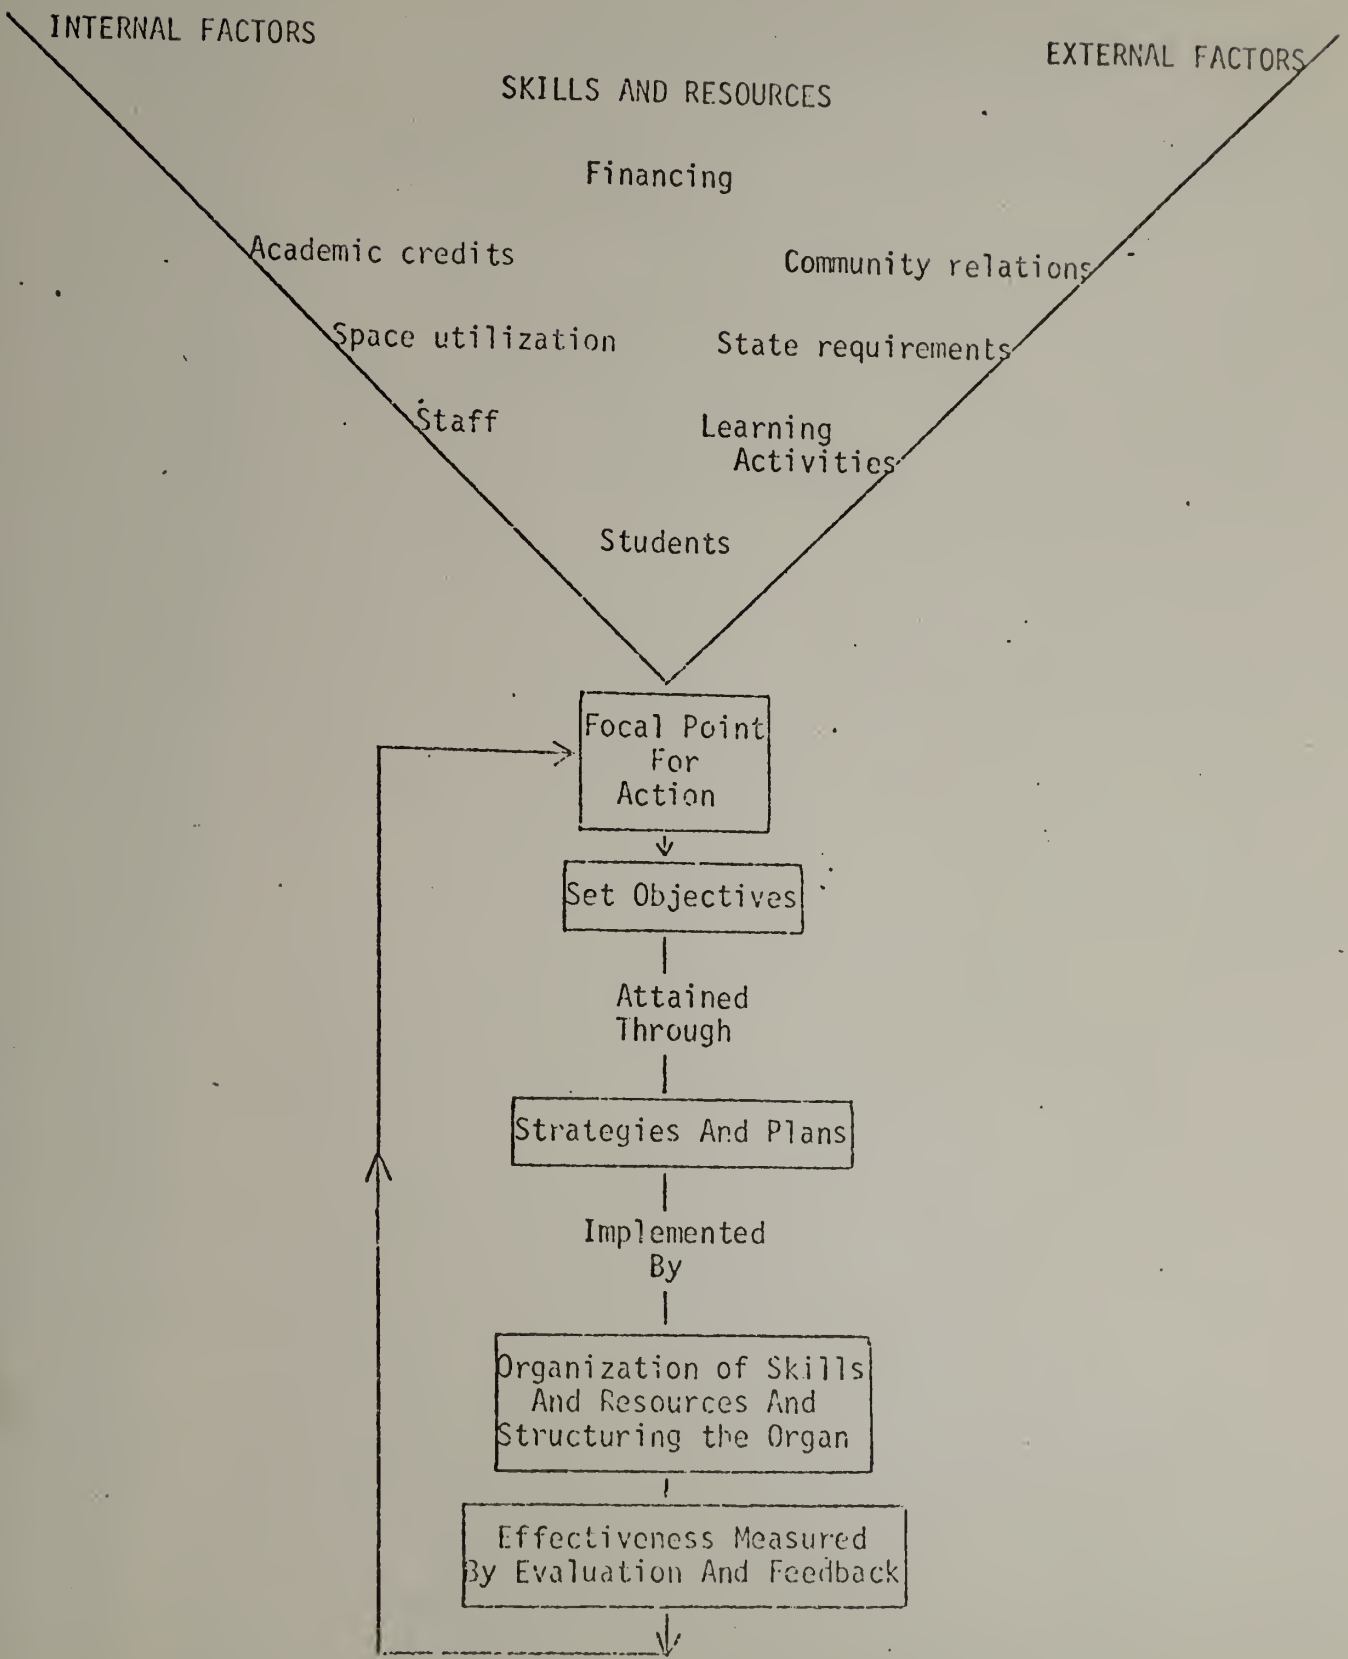 INTERNAL FACTORS
EXTERNAL FACTORS
SKILLS AND RESOURCES
Financing
Academic credits
Community relations
Space utilization
State requirements
Staff
Learning
Activities
Students
Focal Point
For
Action
Set Objectives
Attained
Through
Strategies And Plans
Implemented
By
Organization of Skills
And Resources And
Structuring the Organ
Effectiveness Measured
By Evaluation And Feedback